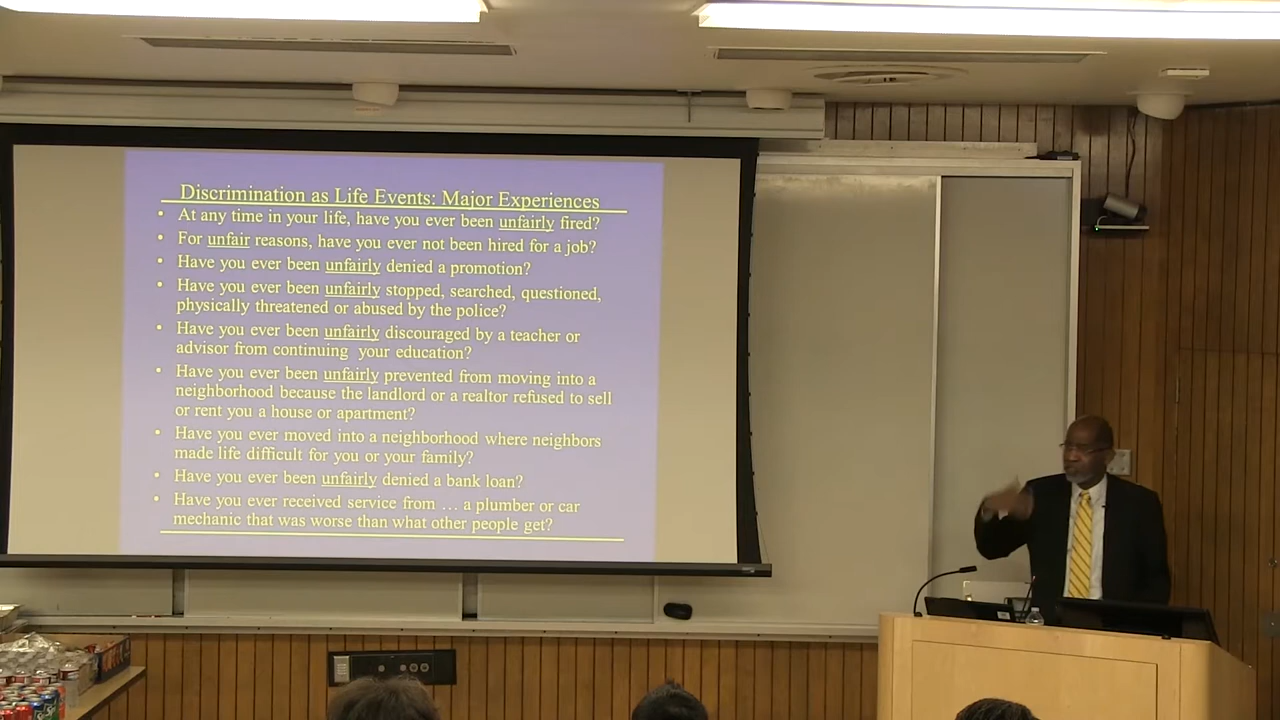 Discrimination as Life Events: Major Experiences
• At any time in your life, have you ever been unfairly fired?
• For unfair reasons, have you ever not been hired for a job?
• Have you ever been unfairly denied a promotion?
• Have you ever been unfairly stopped, searched, questioned,
physically threatened or abused by the police?
• Have you ever been unfairly discouraged by a teacher or
advisor from continuing your education?
• Have you ever been unfairly prevented from moving into a
neighborhood because the landlord or a realtor refused to sell
or rent you a house or apartment?
• Have you ever moved into a neighborhood where neighbors
made life difficult for you or your family?
• Have you ever been unfairly denied a bank loan?
• Have you ever received service from … a plumber or car
mechanic that was worse than what other people get?